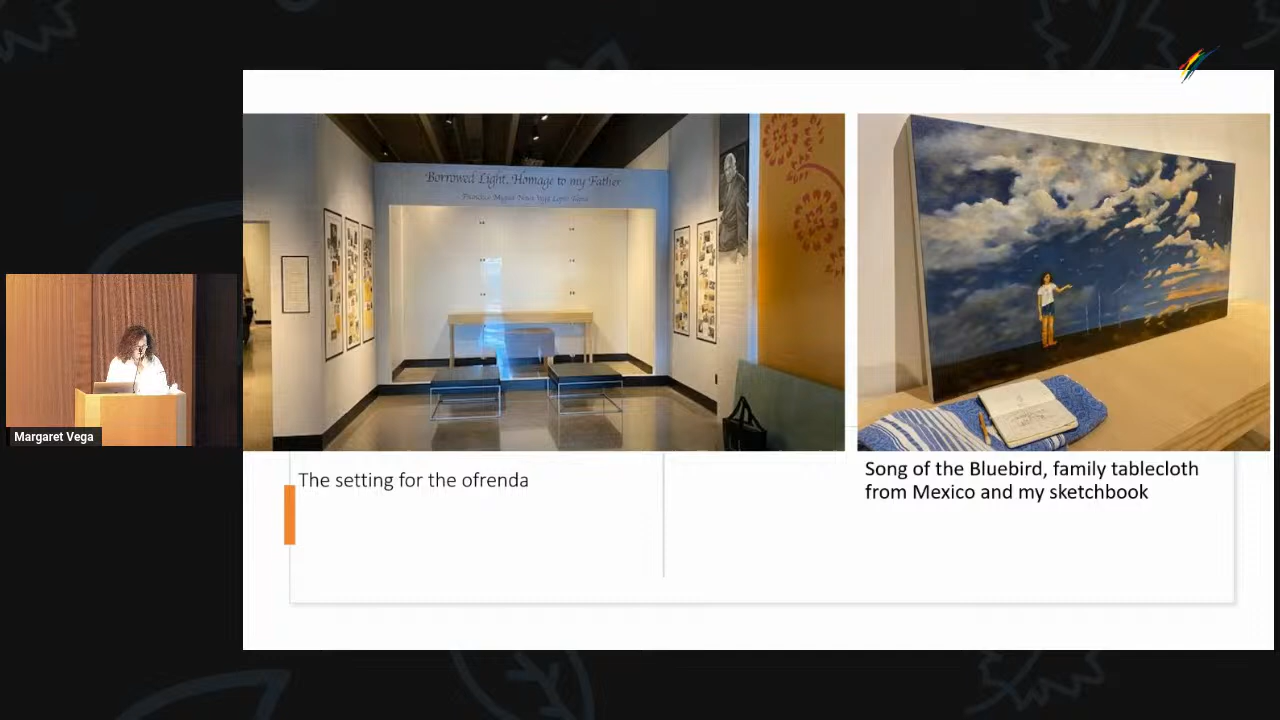 Borrowed Light, Homage to my Father
Margaret Vega
The setting for the ofrenda
Song of the Bluebird, family tablecloth
from Mexico and my sketchbook